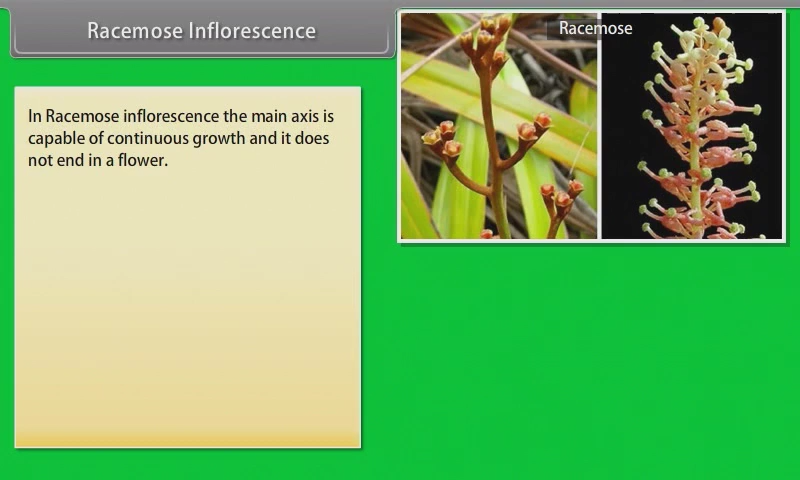 Racemose Inflorescence
Racemose
In Racemose inflorescence the main axis is
capable of continuous growth and it does
not end in a flower.